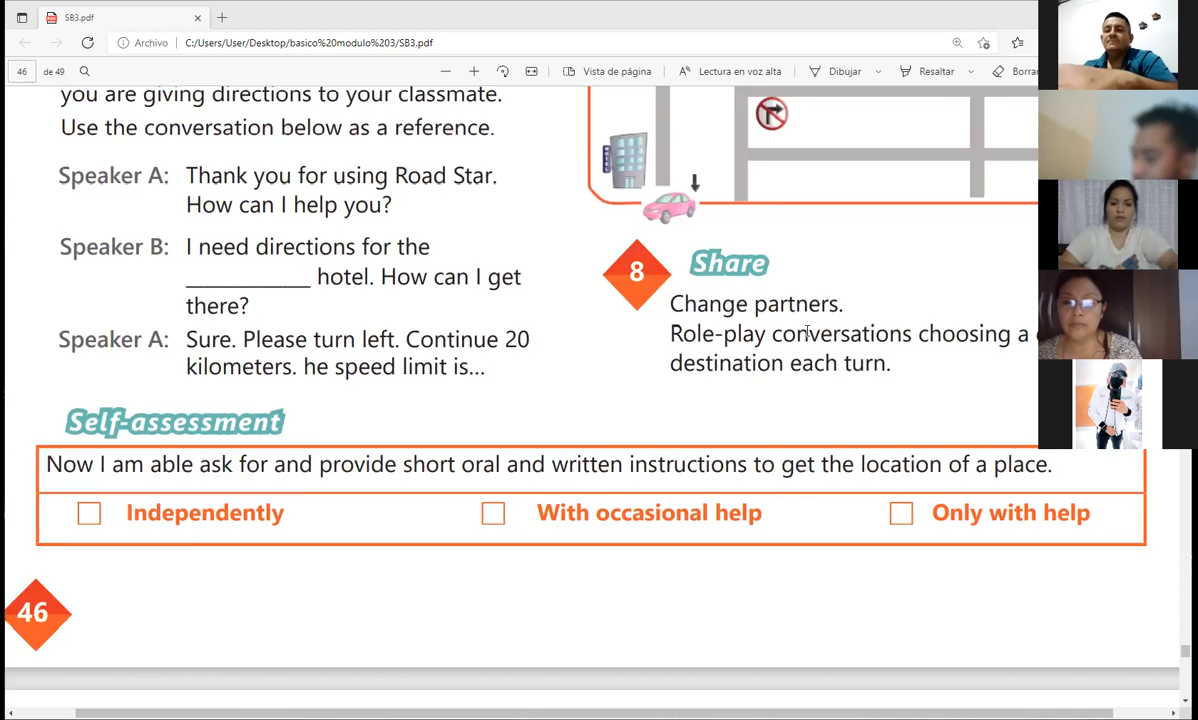 SB3.pdf
Archivo C:/Users/User/Desktop/basico%20modulo%203/SB3.pdf
46 de 49 Vista de página Lectura en voz alta Dibujar Resaltar Borrar
you are giving directions to your classmate.
Use the conversation below as a reference.
Speaker A: Thank you for using Road Star.
How can I help you?
Speaker B: I need directions for the
___________ hotel. How can I get
there?
Speaker A: Sure. Please turn left. Continue 20
kilometers. he speed limit is...
8 Share
Change partners.
Role-play conversations choosing a
destination each turn.
Self-assessment
Now I am able ask for and provide short oral and written instructions to get the location of a place.
Independently With occasional help Only with help
46